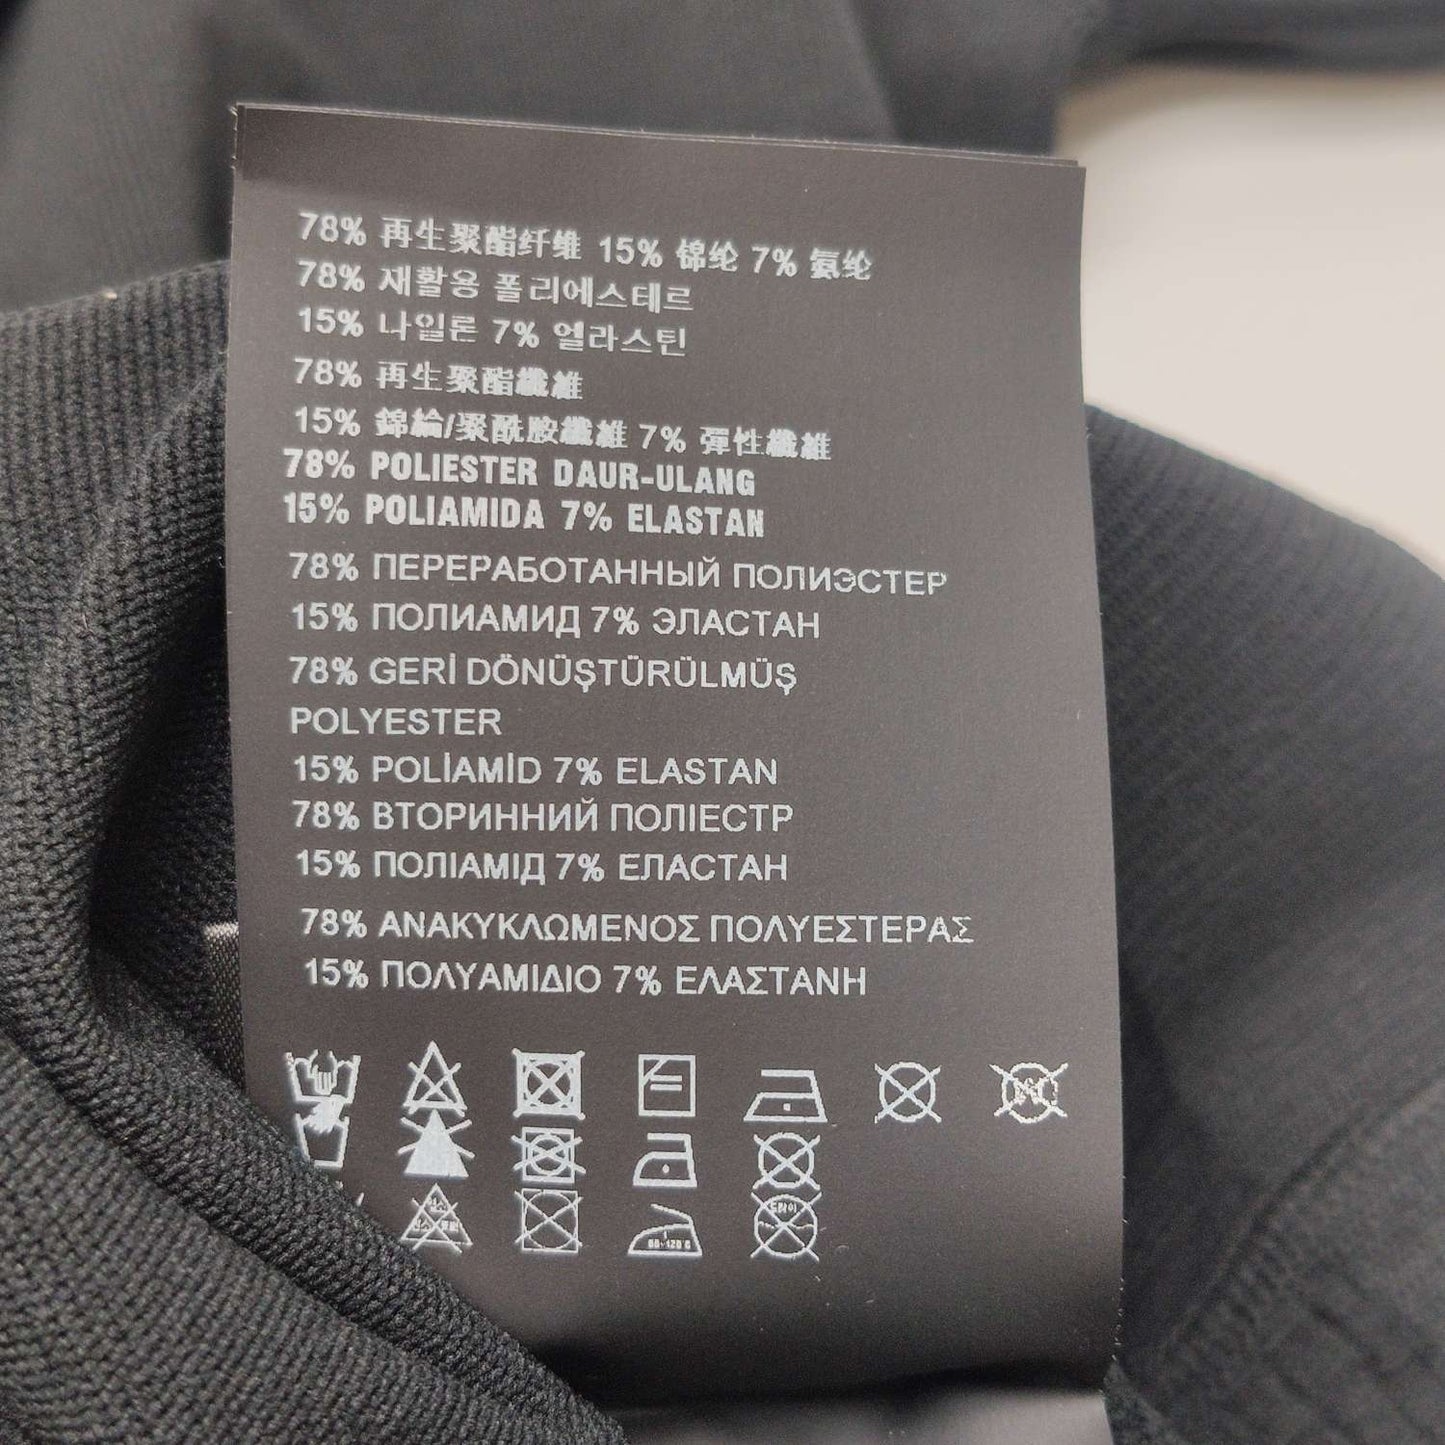 78% 再生聚酯纤维 15% 锦纶 7% 氨纶
78% 재활용 폴리에스테르
15% 나일론 7% 엘라스틴
78% 再生聚酯纖維
15% 錦綸/聚酰胺纖維 7% 彈性纖維
78% POLIESTER DAUR-ULANG
15% POLIAMIDA 7% ELASTAN
78% ПЕРЕРАБОТАННЫЙ ПОЛИЭСТЕР
15% ПОЛИАМИД 7% ЭЛАСТАН
78% GERİ DÖNÜŞTÜRÜLMÜŞ
POLYESTER
15% POLİAMİD 7% ELASTAN
78% ВТОРИННИЙ ПОЛІЕСТР
15% ПОЛІАМІД 7% ЕЛАСТАН
78% ΑΝΑΚΥΚΛΩΜΕΝΟΣ ΠΟΛΥΕΣΤΕΡΑΣ
15% ΠΟΛΥΑΜΙΔΙΟ 7% ΕΛΑΣΤΑΝΗ